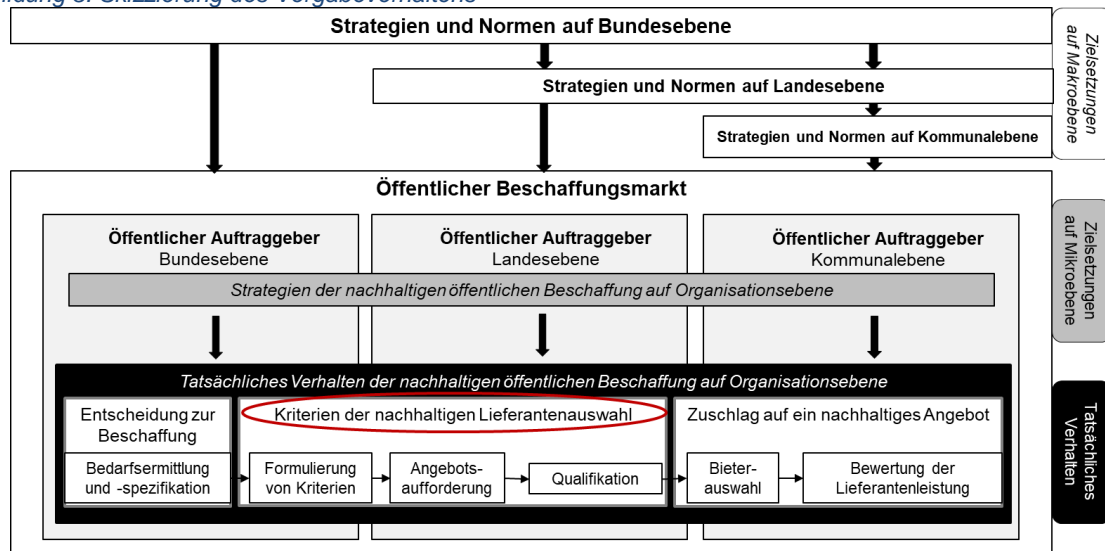 Skizzierung des Vergabeverhaltens
Strategien und Normen auf Bundesebene
Zielsetzungen
auf Makroebene
Strategien und Normen auf Landesebene
Strategien und Normen auf Kommunalebene
Öffentlicher Beschaffungsmarkt
Öffentlicher Auftraggeber
Bundesebene
Öffentlicher Auftraggeber
Landesebene
Öffentlicher Auftraggeber
Kommunalebene
Zielsetzungen
auf Mikroebene
Strategien der nachhaltigen öffentlichen Beschaffung auf Organisationsebene
Tatsächliches Verhalten der nachhaltigen öffentlichen Beschaffung auf Organisationsebene
Tatsächliches
Verhalten
Entscheidung zur
Beschaffung
Kriterien der nachhaltigen Lieferantenauswahl
Zuschlag auf ein nachhaltiges Angebot
Bedarfsermittlung
und -spezifikation
Formulierung
von Kriterien
Angebots-
aufforderung
Qualifikation
Bieter-
auswahl
Bewertung der
Lieferantenleistung